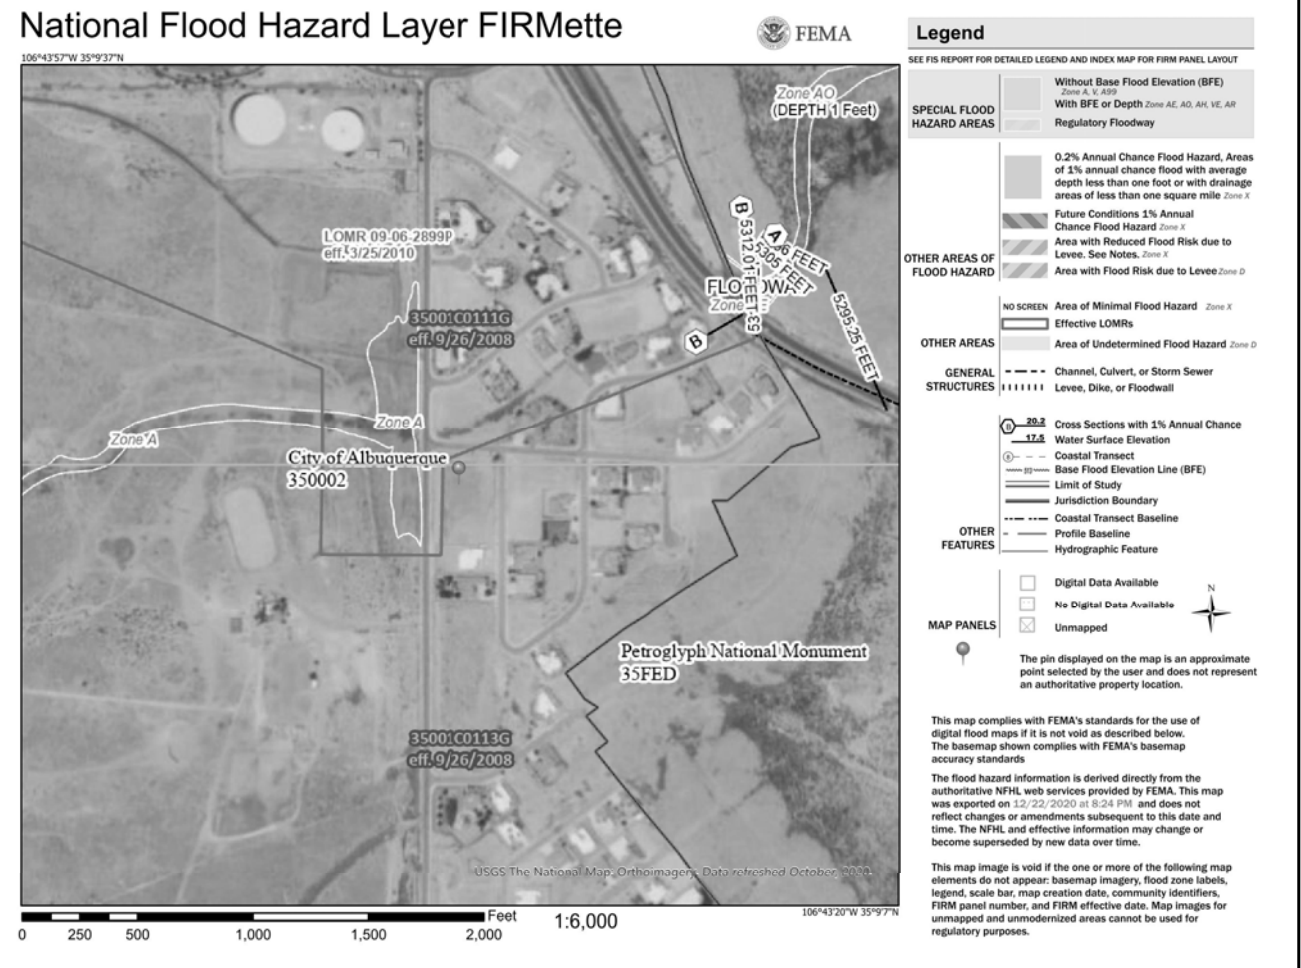 National Flood Hazard Layer FIRMette
FEMA
106°43'57"W 35°9'37"N
Zone AO
(DEPTH 1 Feet)
LOMR 09-06-2899P
eff. 3/25/2010
B
5312.01 FEET
A
5305 FEET
FEET
5295.25 FEET
Zone
B
35001C0111G
eff. 9/26/2008
Zone A
Zone A
City of Albuquerque
350002
Petroglyph National Monument
35FED
35001C0113G
eff. 9/26/2008
USGS The National Map: Orthoimagery. Data refreshed October,
0 250 500 1,000 1,500 2,000
Feet
1:6,000
106°43'20"W 35°9'7"N
Legend
SEE FIS REPORT FOR DETAILED LEGEND AND INDEX MAP FOR FIRM PANEL LAYOUT
SPECIAL FLOOD
HAZARD AREAS
Without Base Flood Elevation (BFE)
Zone A, V, A99
With BFE or Depth Zone AE, AO, AH, VE, AR
Regulatory Floodway
0.2% Annual Chance Flood Hazard, Areas
of 1% annual chance flood with average
depth less than one foot or with drainage
areas of less than one square mile Zone X
Future Conditions 1% Annual
Chance Flood Hazard Zone X
OTHER AREAS OF
FLOOD HAZARD
Area with Reduced Flood Risk due to
Levee. See Notes. Zone X
Area with Flood Risk due to Levee Zone D
NO SCREEN Area of Minimal Flood Hazard Zone X
Effective LOMRs
OTHER AREAS
Area of Undetermined Flood Hazard Zone D
GENERAL
STRUCTURES
Channel, Culvert, or Storm Sewer
Levee, Dike, or Floodwall
B 20.2 Cross Sections with 1% Annual Chance
17.5 Water Surface Elevation
8 Coastal Transect
513 Base Flood Elevation Line (BFE)
Limit of Study
Jurisdiction Boundary
Coastal Transect Baseline
OTHER
FEATURES
Profile Baseline
Hydrographic Feature
Digital Data Available
No Digital Data Available
MAP PANELS
Unmapped
N
The pin displayed on the map is an approximate
point selected by the user and does not represent
an authoritative property location.
This map complies with FEMA's standards for the use of
digital flood maps if it is not void as described below.
The basemap shown complies with FEMA's basemap
accuracy standards
The flood hazard information is derived directly from the
authoritative NFHL web services provided by FEMA. This map
was exported on 12/22/2020 at 8:24 PM and does not
reflect changes or amendments subsequent to this date and
time. The NFHL and effective information may change or
become superseded by new data over time.
This map image is void if the one or more of the following map
elements do not appear: basemap imagery, flood zone labels,
legend, scale bar, map creation date, community identifiers,
FIRM panel number, and FIRM effective date. Map images for
unmapped and unmodernized areas cannot be used for
regulatory purposes.